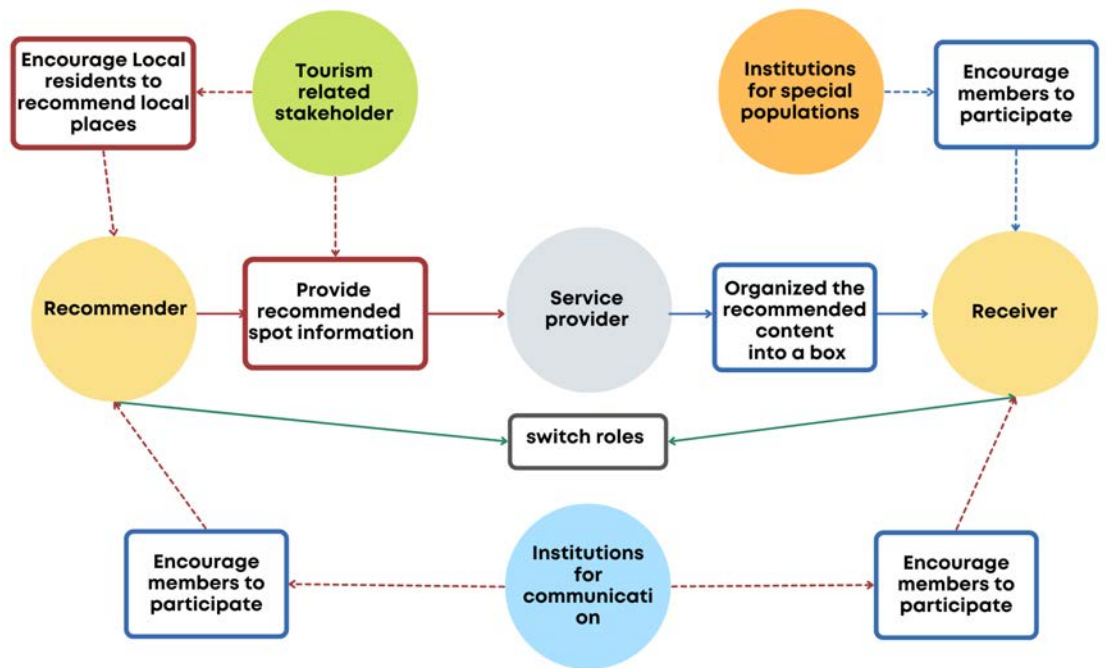 Encourage Local
residents to
recommend local
places
Tourism
related
stakeholder
Institutions
for special
populations
Encourage
members to
participate
Recommender
Provide
recommended
spot information
Service
provider
Organized the
recommended
content
into a box
Receiver
switch roles
Encourage
members to
participate
Institutions
for
communicati
on
Encourage
members to
participate